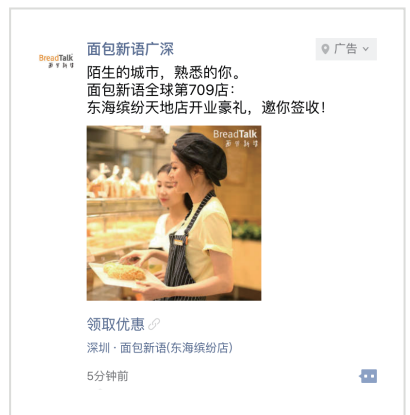 BreadTalk
面包新语
面包新语广深
广告
陌生的城市，熟悉的你。
面包新语全球第709店：
东海缤纷天地店开业豪礼，邀你签收！
BreadTalk
面包新语
领取优惠
深圳 · 面包新语(东海缤纷店)
5分钟前